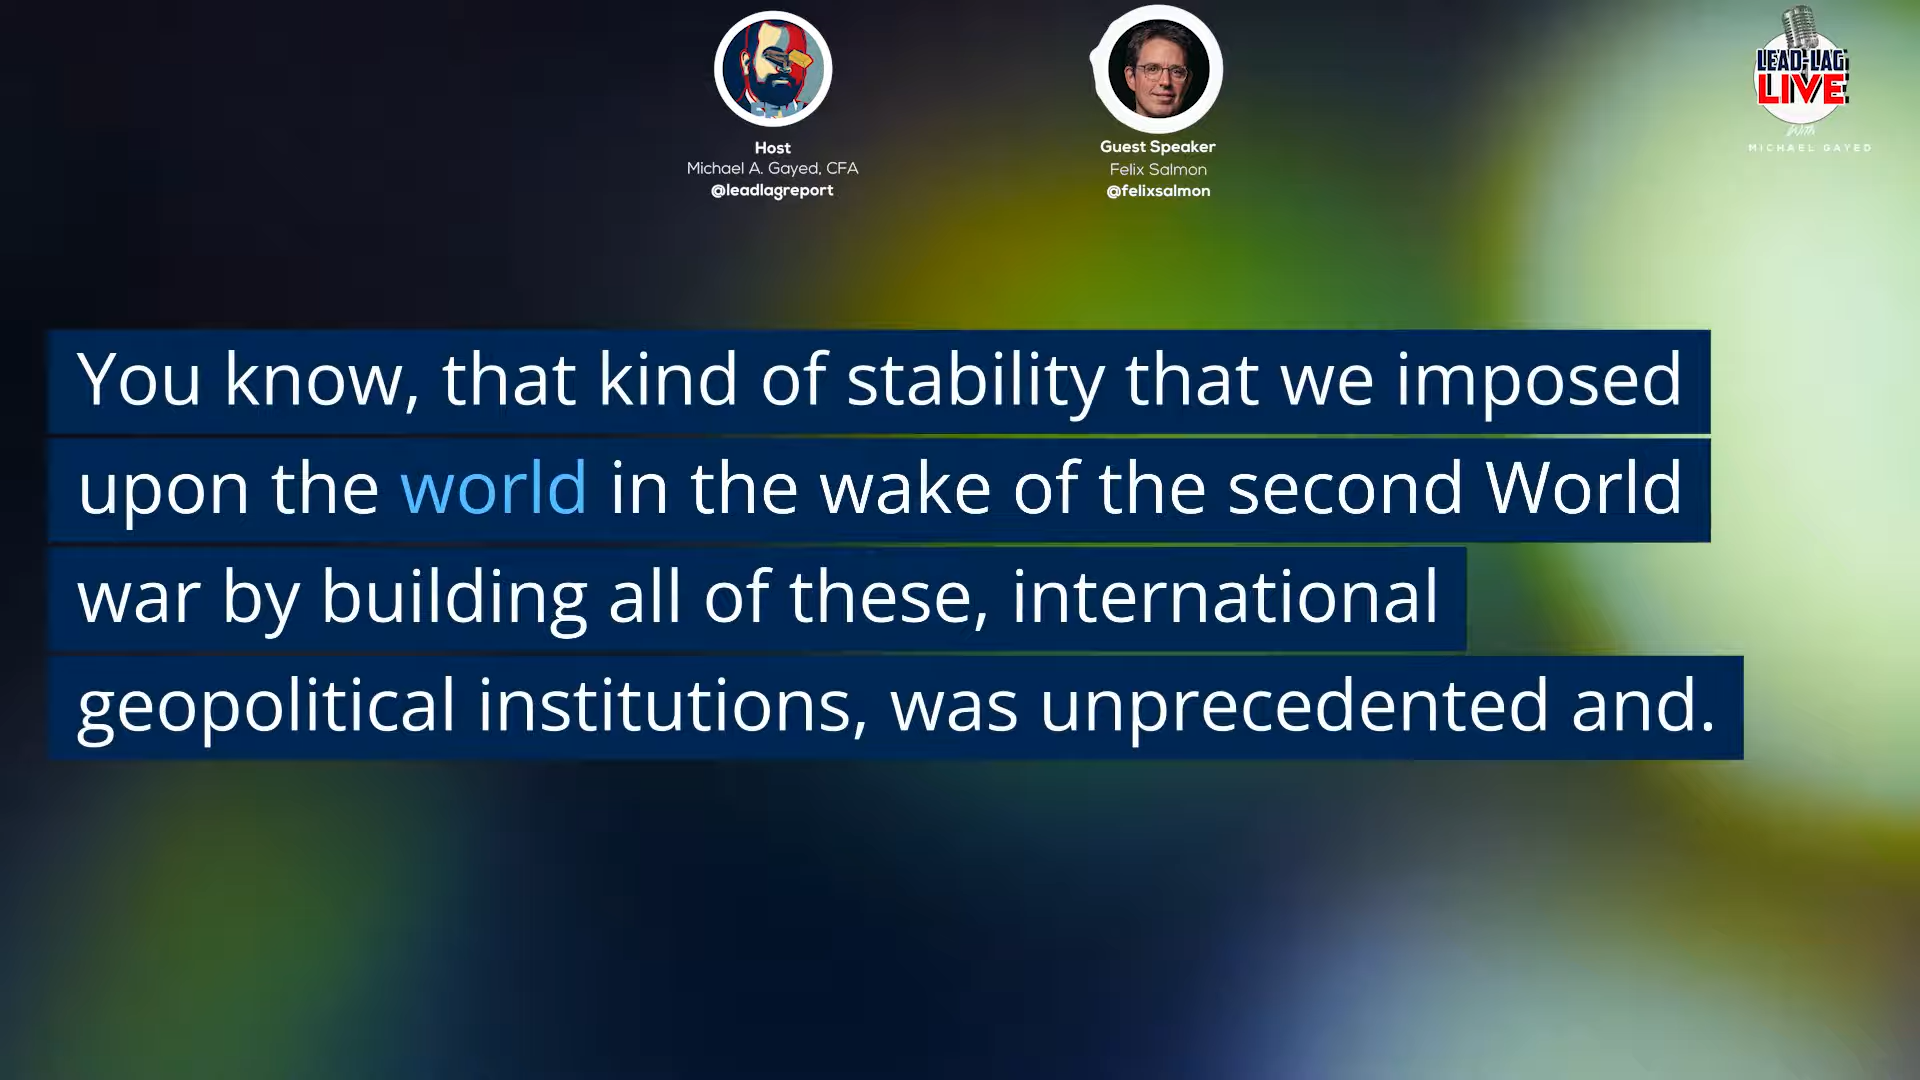 Host
Michael A. Gayed, CFA
@leadlagreport
Guest Speaker
Felix Salmon
@felixsalmon
LEAD-LAG
LIVE
With
MICHAEL GAYED
You know, that kind of stability that we imposed
upon the world in the wake of the second World
war by building all of these, international
geopolitical institutions, was unprecedented and.